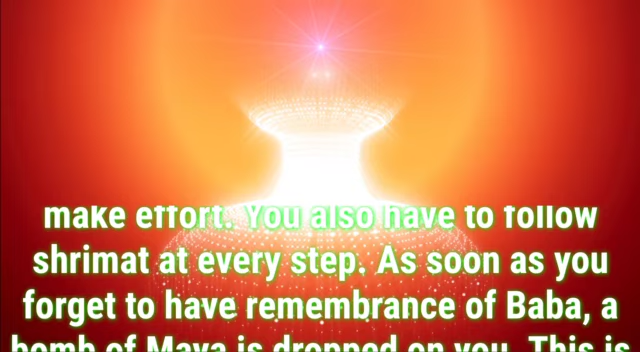 make effort. You also have to follow
shrimat at every step. As soon as you
forget to have remembrance of Baba, a
bomb of Maya is dropped on you. This is